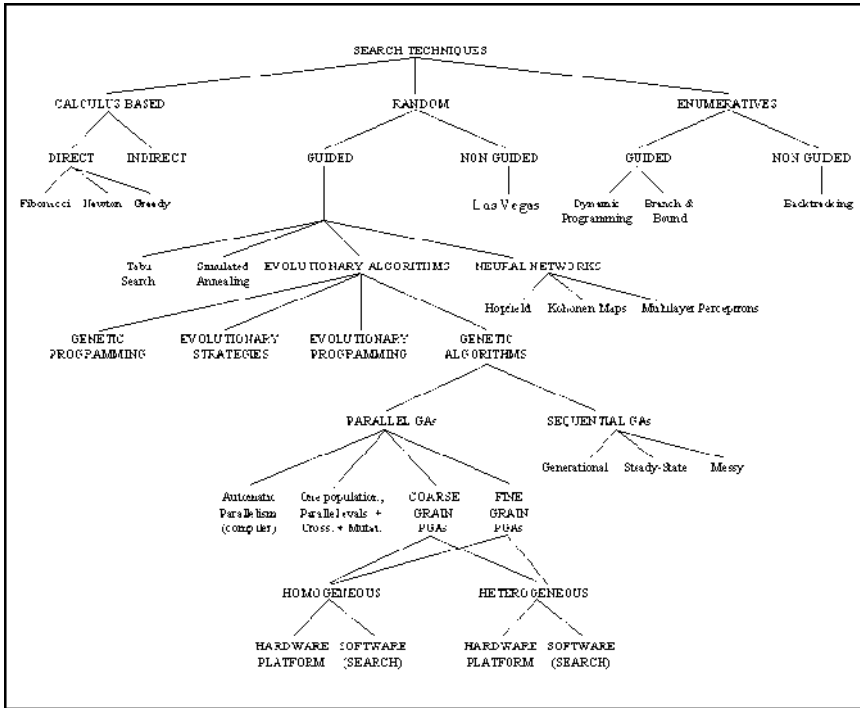 SEARCH TECHNIQUES
CALCULUS BASED RANDOM ENUMERATIVES
DIRECT INDIRECT GUIDED NON GUIDED GUIDED NON GUIDED
Fibonacci Newton Greedy Las Vegas Dynamic Branch & Backtracking
Programming Bound
Tabu Simulated EVOLUTIONARY ALGORITHMS NEURAL NETWORKS
Search Annealing
Hopfield Kohonen Maps Multilayer Perceptrons
GENETIC EVOLUTIONARY EVOLUTIONARY GENETIC
PROGRAMMING STRATEGIES PROGRAMMING ALGORITHMS
PARALLEL GAs SEQUENTIAL GAs
Generational Steady-State Messy
Automatic One population, COARSE FINE
Parallelism Parallel evals + GRAIN GRAIN
(compiler) Cross. + Mutat. PGAs PGAs
HOMOGENEOUS HETEROGENEOUS
HARDWARE SOFTWARE HARDWARE SOFTWARE
PLATFORM (SEARCH) PLATFORM (SEARCH)